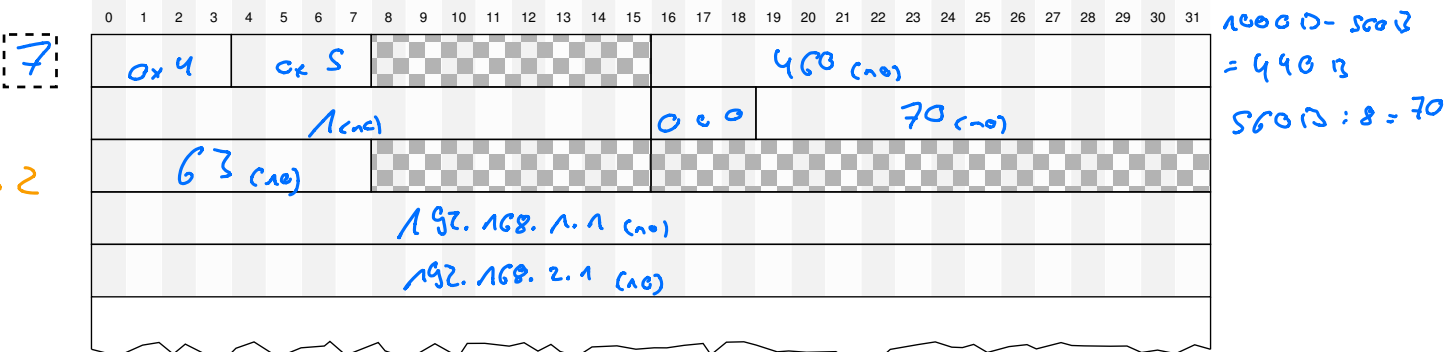 0 1 2 3 4 5 6 7 8 9 10 11 12 13 14 15 16 17 18 19 20 21 22 23 24 25 26 27 28 29 30 31
1000 B - 560 B
7 0x4 0x5 460 (10) = 440 B
1 (10) 0 0 0 70 (10) 560 B : 8 = 70
63 (10)
2
192.168.1.1 (10)
192.168.2.1 (10)